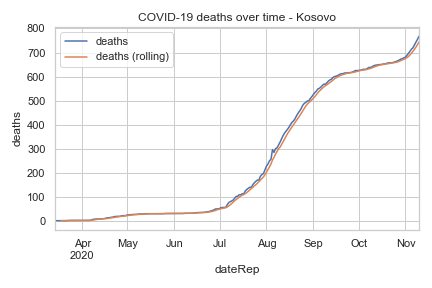 COVID-19 deaths over time - Kosovo
deaths
deaths (rolling)
deaths
800
700
600
500
400
300
200
100
0
Apr
2020
May
Jun
Jul
Aug
Sep
Oct
Nov
dateRep